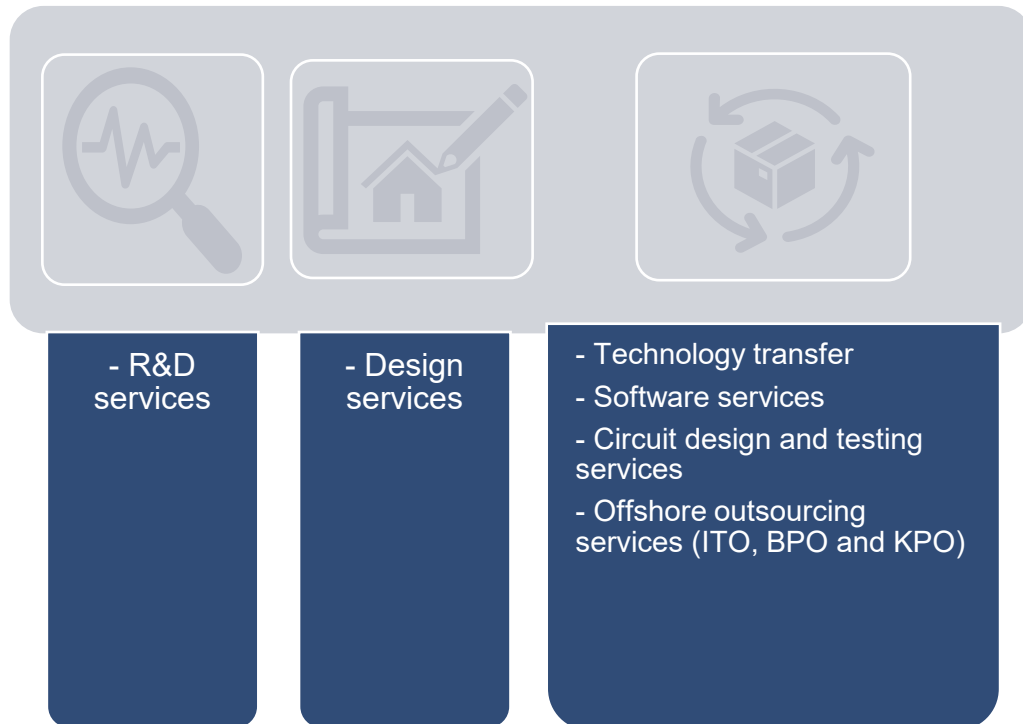 - R&D
services
- Design
services
- Technology transfer
- Software services
- Circuit design and testing
services
- Offshore outsourcing
services (ITO, BPO and KPO)